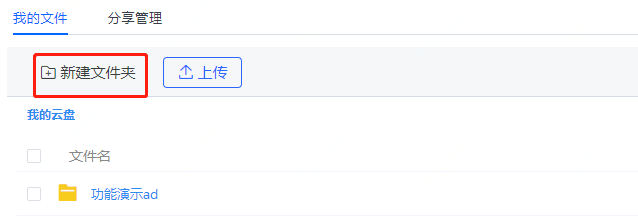 我的文件 分享管理
新建文件夹 上传
我的云盘
文件名
功能演示ad